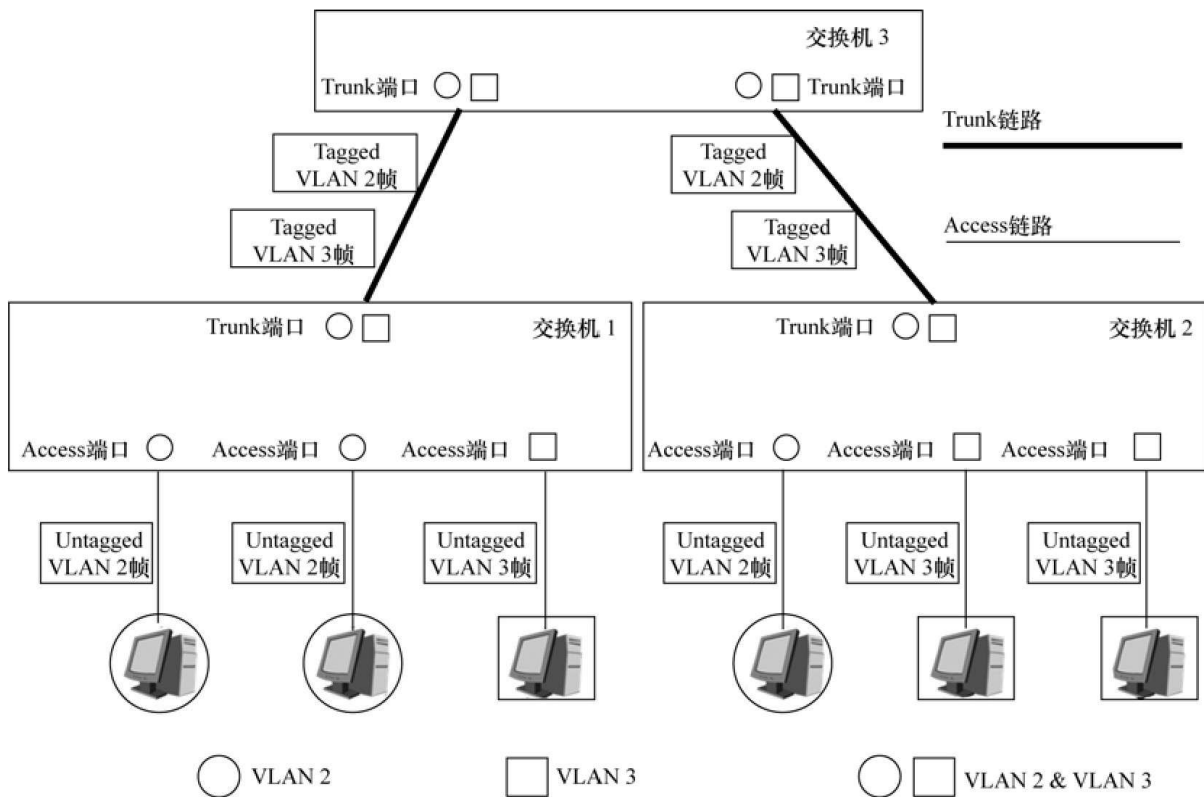 交换机 3
Trunk端口
Trunk端口
Trunk链路
Tagged
VLAN 2帧
Tagged
VLAN 2帧
Tagged
VLAN 3帧
Tagged
VLAN 3帧
Access链路
Trunk端口
交换机 1
Trunk端口
交换机 2
Access端口
Access端口
Access端口
Access端口
Access端口
Access端口
Untagged
VLAN 2帧
Untagged
VLAN 2帧
Untagged
VLAN 3帧
Untagged
VLAN 2帧
Untagged
VLAN 3帧
Untagged
VLAN 3帧
VLAN 2
VLAN 3
VLAN 2 & VLAN 3